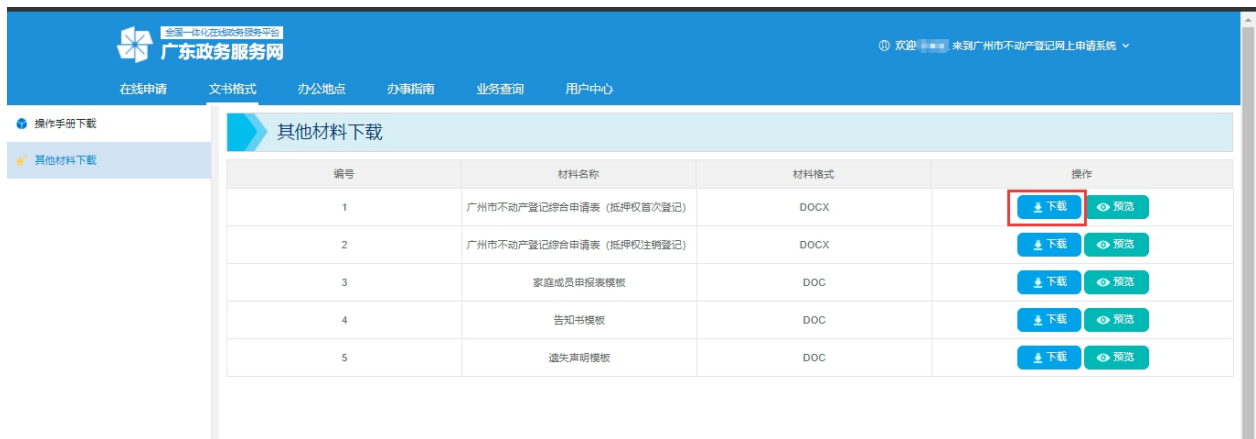 全国一体化在线政务服务平台
广东政务服务网
欢迎 来到广州市不动产登记网上申请系统
在线申请 文书格式 办公地点 办事指南 业务查询 用户中心
操作手册下载
其他材料下载
其他材料下载
编号 材料名称 材料格式 操作
1 广州市不动产登记综合申请表（抵押权首次登记） DOCX 下载 预览
2 广州市不动产登记综合申请表（抵押权注销登记） DOCX 下载 预览
3 家庭成员申报表模板 DOC 下载 预览
4 告知书模板 DOC 下载 预览
5 遗失声明模板 DOC 下载 预览